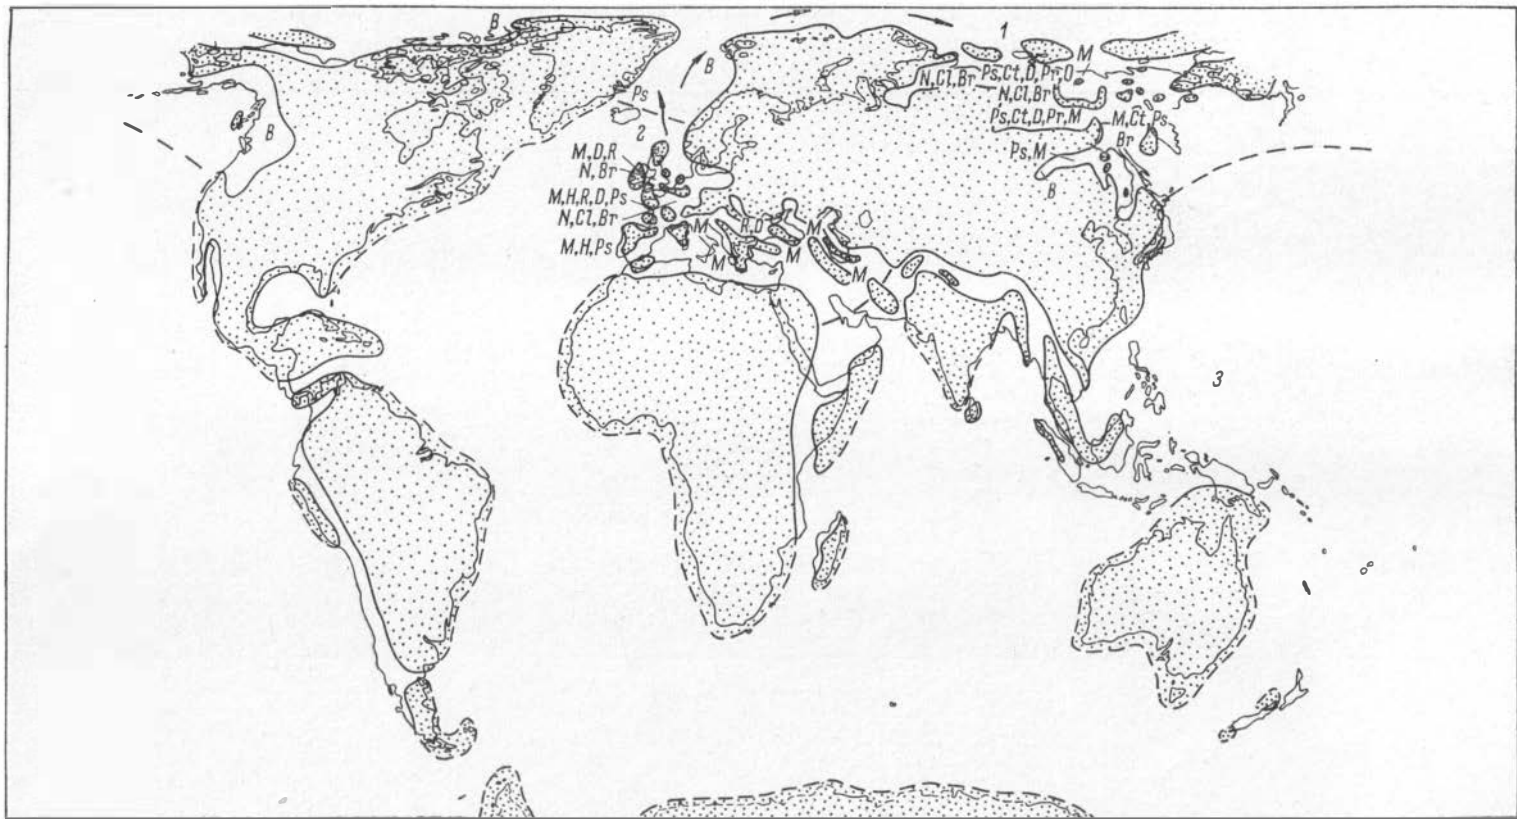 B
1
M
B
N,Cl,Br
Ps,Ct,D,Pr,O
N,Cl,Br
Ps
Ps,Ct,D,Pr,M
M,Ct,Ps
Br
B
2
M,D,R
N,Br
Ps,M
B
M,H,R,D,Ps
N,Cl,Br
M
R,D
M
M,H,Ps
M
M
M
3